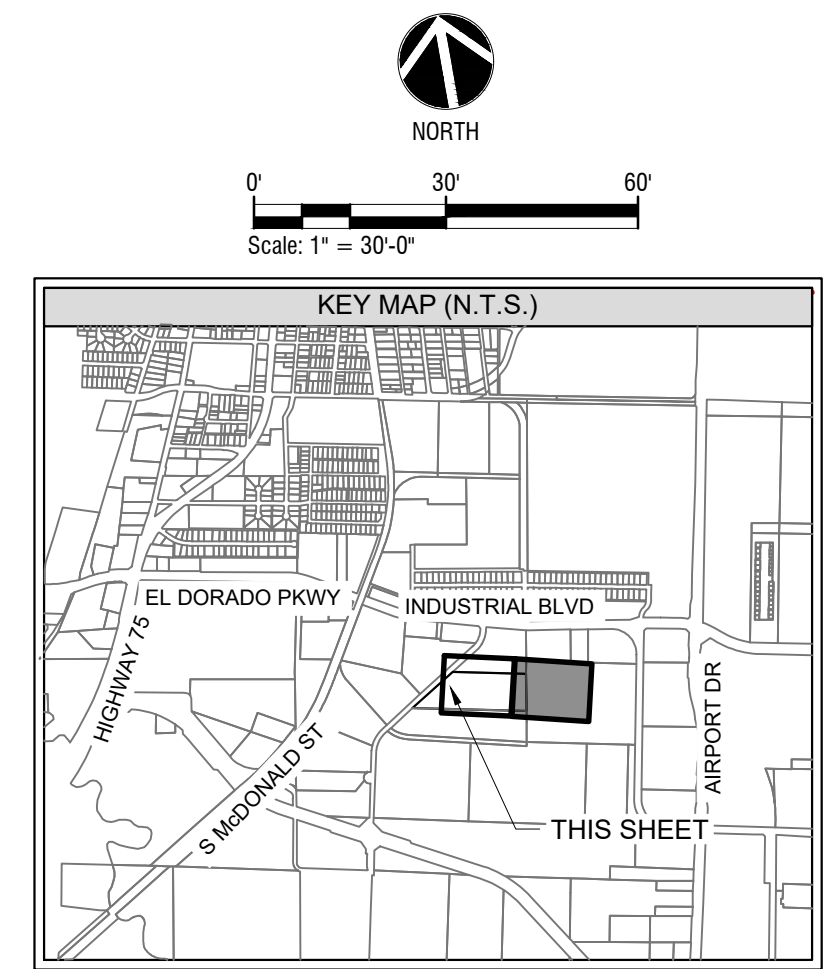 NORTH
0' 30' 60'
Scale: 1" = 30'-0"
KEY MAP (N.T.S.)
EL DORADO PKWY
INDUSTRIAL BLVD
HIGHWAY 75
AIRPORT DR
S McDONALD ST
THIS SHEET